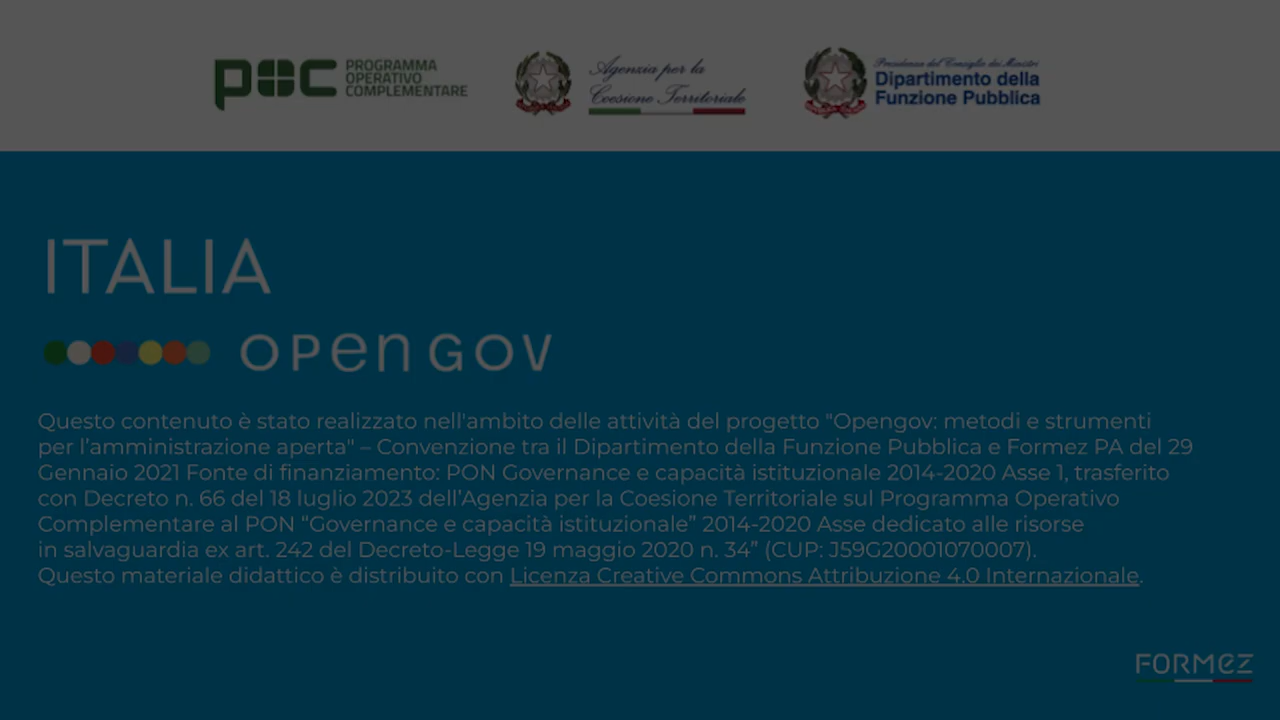 POC PROGRAMMA
OPERATIVO
COMPLEMENTARE
Agenzia per la
Coesione Territoriale
Presidenza del Consiglio dei Ministri
Dipartimento della
Funzione Pubblica
ITALIA
OPEN GOV
Questo contenuto è stato realizzato nell'ambito delle attività del progetto "Opengov: metodi e strumenti
per l’amministrazione aperta" – Convenzione tra il Dipartimento della Funzione Pubblica e Formez PA del 29
Gennaio 2021 Fonte di finanziamento: PON Governance e capacità istituzionale 2014-2020 Asse 1, trasferito
con Decreto n. 66 del 18 luglio 2023 dell’Agenzia per la Coesione Territoriale sul Programma Operativo
Complementare al PON “Governance e capacità istituzionale” 2014-2020 Asse dedicato alle risorse
in salvaguardia ex art. 242 del Decreto-Legge 19 maggio 2020 n. 34” (CUP: J59G20001070007).
Questo materiale didattico è distribuito con Licenza Creative Commons Attribuzione 4.0 Internazionale.
FORMEZ